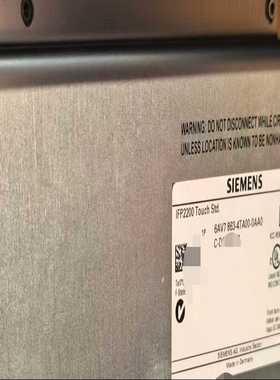 WARNING: DO NOT DISCONNECT WHILE CIR
UNLESS LOCATION IS KNOWN TO BE NONHA
SIEMENS
IFP2200 Touch Std.
1P 6AV7 863-4TA00-0AA0
SIEMENS AG, Industry Sector
Made in Germany